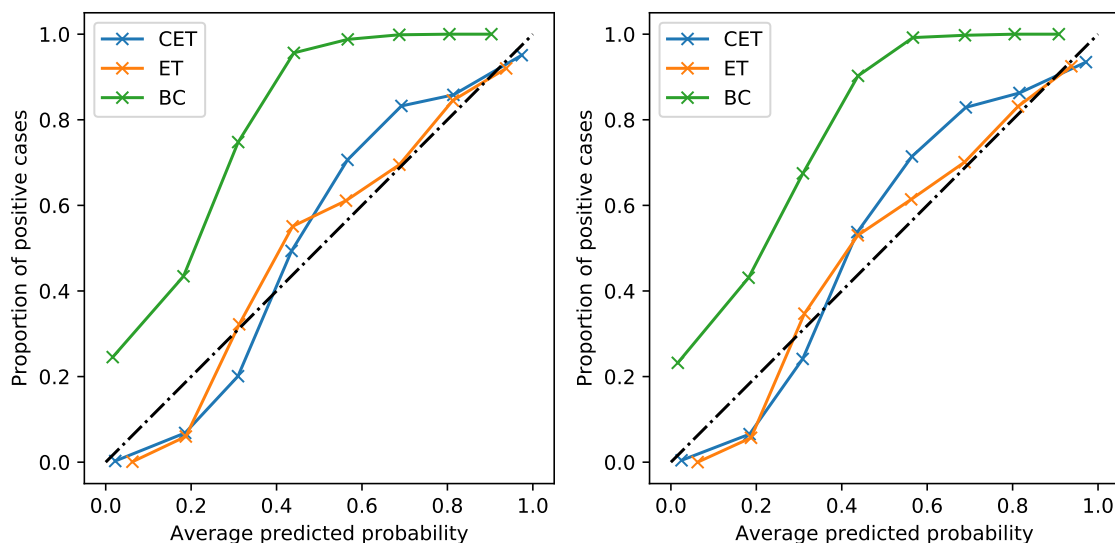 CET
ET
BC
1.0
0.8
0.6
0.4
0.2
0.0
Proportion of positive cases
0.0 0.2 0.4 0.6 0.8 1.0
Average predicted probability
CET
ET
BC
1.0
0.8
0.6
0.4
0.2
0.0
Proportion of positive cases
0.0 0.2 0.4 0.6 0.8 1.0
Average predicted probability